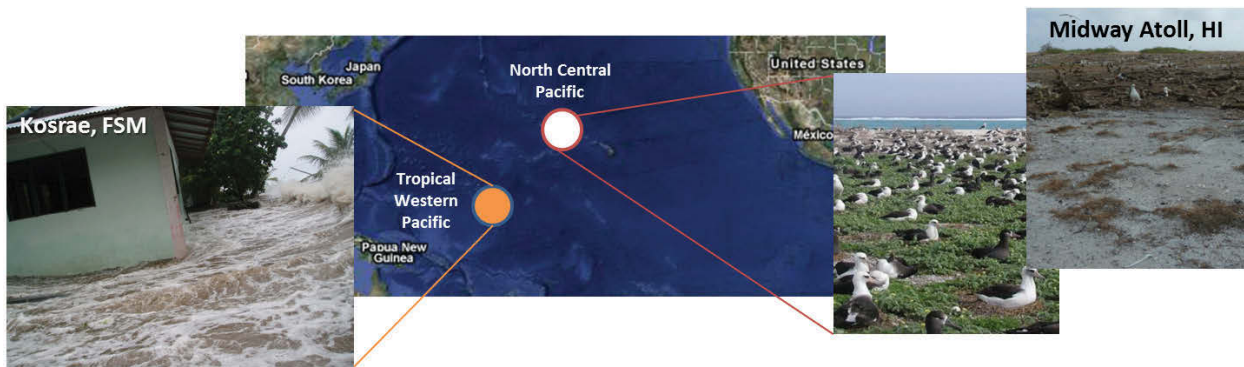 Kosrae, FSM
South Korea
Japan
North Central
Pacific
United States
México
Tropical
Western
Pacific
Papua New
Guinea
Midway Atoll, HI